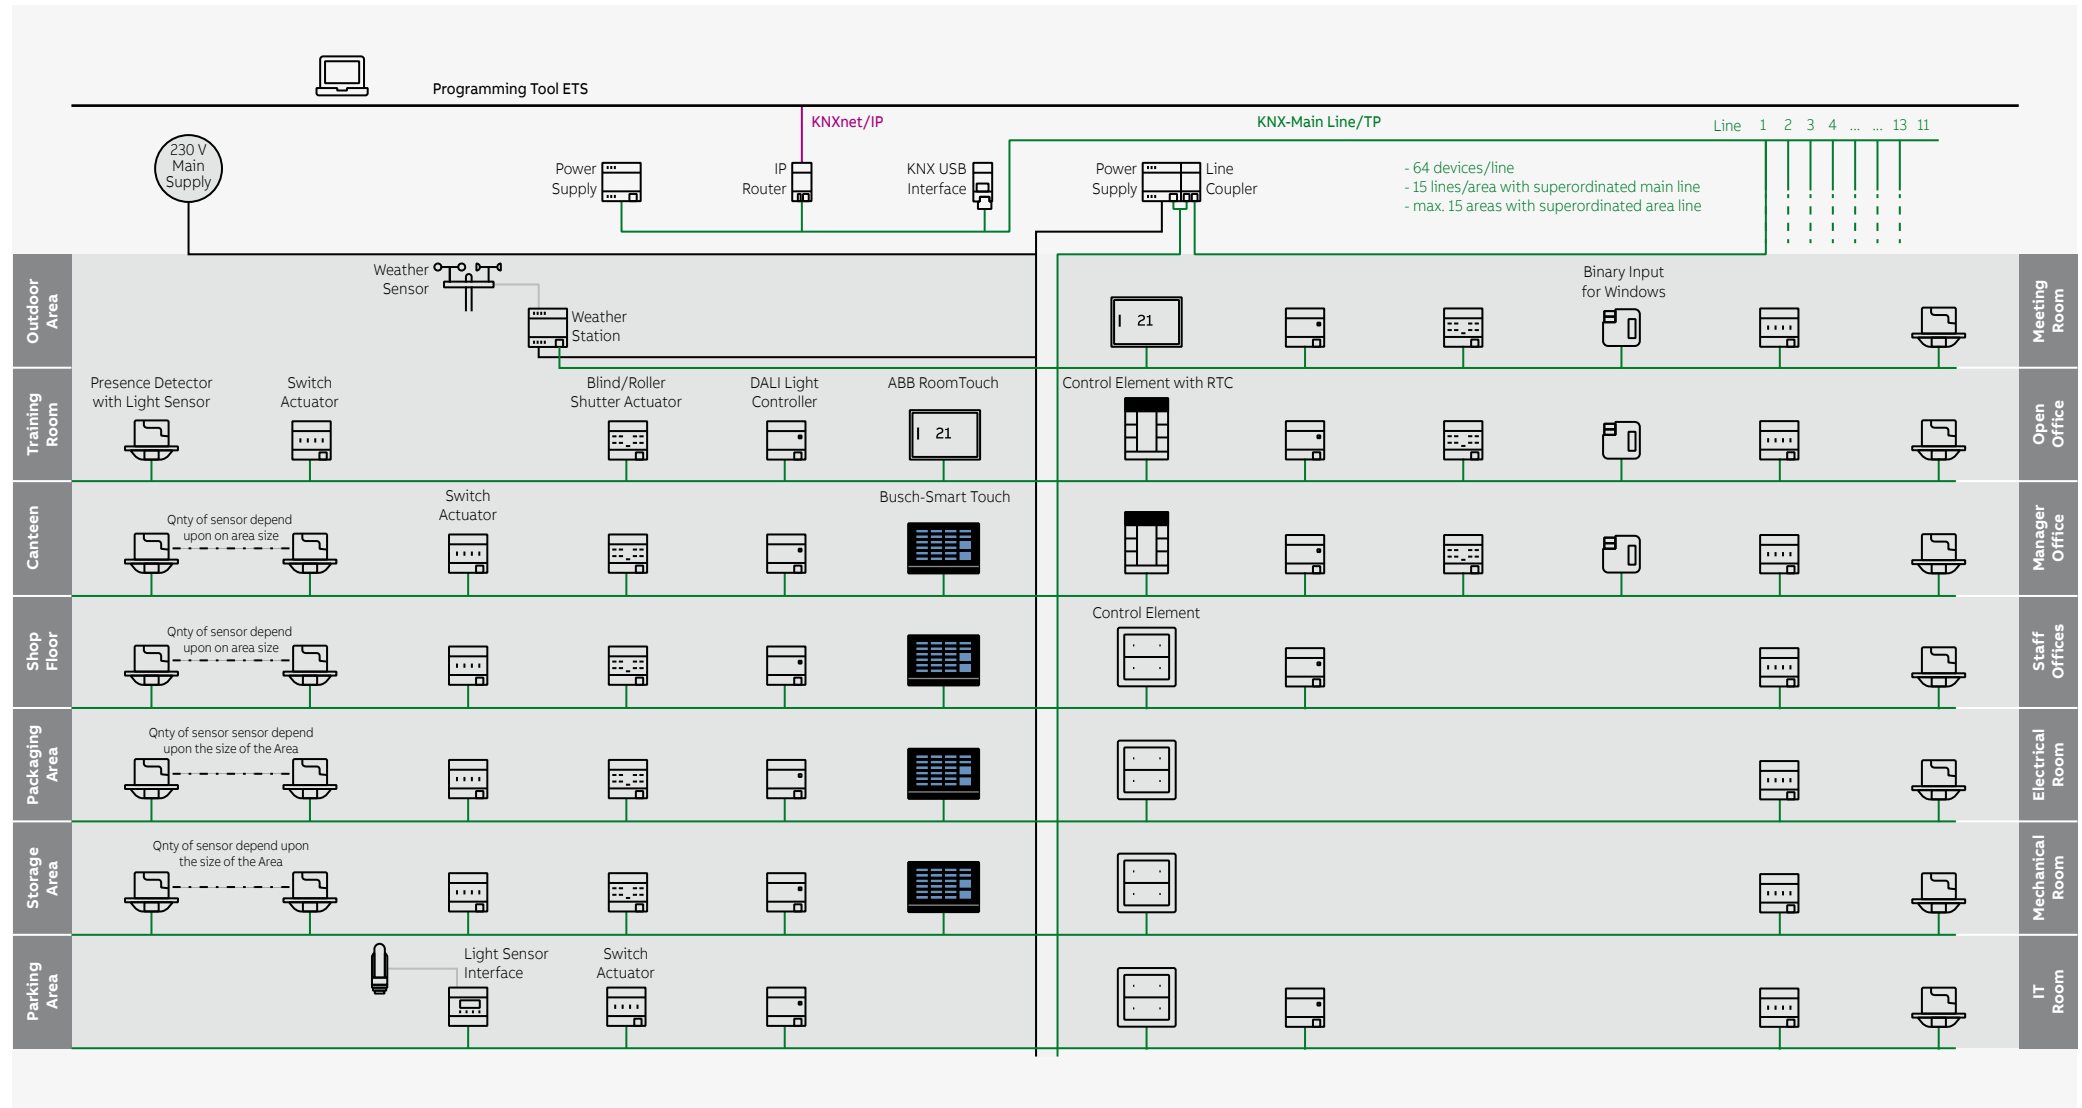 Programming Tool ETS
KNXnet/IP
KNX-Main Line/TP
Line 1 2 3 4 ... ... 13 11
230 V
Main
Supply
Power
Supply
IP
Router
KNX USB
Interface
Power
Supply
Line
Coupler
- 64 devices/line
- 15 lines/area with superordinated main line
- max. 15 areas with superordinated area line
Outdoor
Area
Weather
Sensor
Weather
Station
21
Binary Input
for Windows
Meeting
Room
Training
Room
Presence Detector
with Light Sensor
Switch
Actuator
Blind/Roller
Shutter Actuator
DALI Light
Controller
ABB RoomTouch
21
Control Element with RTC
Open
Office
Canteen
Qnty of sensor depend
upon on area size
Switch
Actuator
Busch-Smart Touch
Manager
Office
Shop
Floor
Qnty of sensor depend
upon on area size
Control Element
Staff
Offices
Packaging
Area
Qnty of sensor sensor depend
upon the size of the Area
Electrical
Room
Storage
Area
Qnty of sensor depend upon
the size of the Area
Mechanical
Room
Parking
Area
Light Sensor
Interface
Switch
Actuator
IT
Room